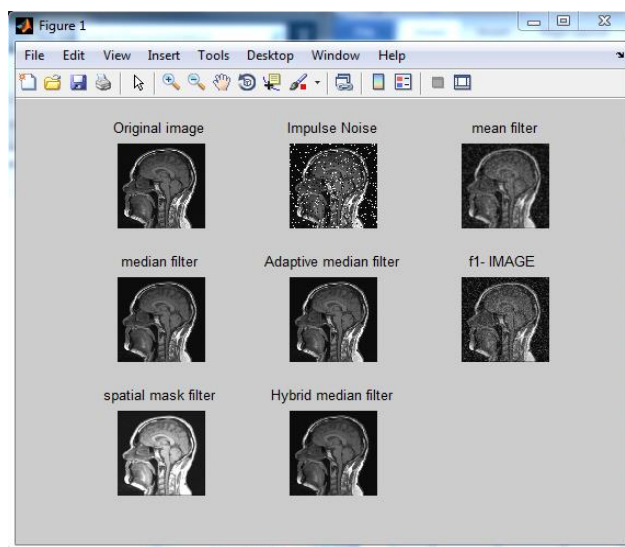 Figure 1
File Edit View Insert Tools Desktop Window Help
Original image Impulse Noise mean filter
median filter Adaptive median filter f1- IMAGE
spatial mask filter Hybrid median filter